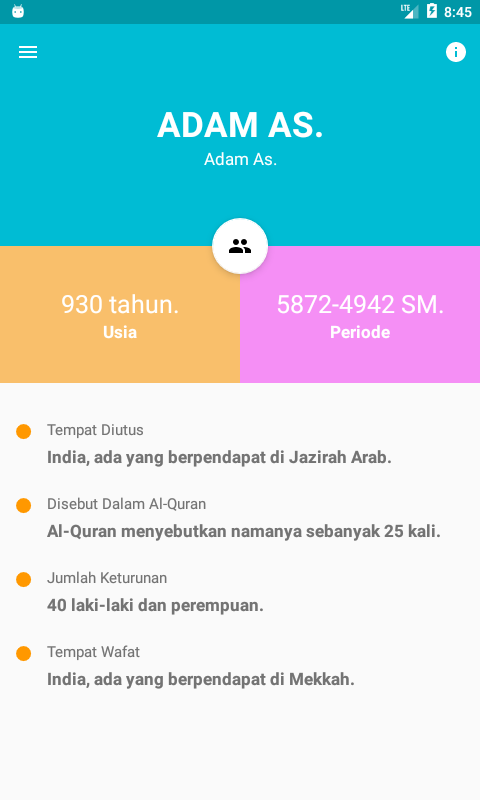 LTE 8:45
ADAM AS.
Adam As.
930 tahun.
Usia
5872-4942 SM.
Periode
Tempat Diutus
India, ada yang berpendapat di Jazirah Arab.
Disebut Dalam Al-Quran
Al-Quran menyebutkan namanya sebanyak 25 kali.
Jumlah Keturunan
40 laki-laki dan perempuan.
Tempat Wafat
India, ada yang berpendapat di Mekkah.